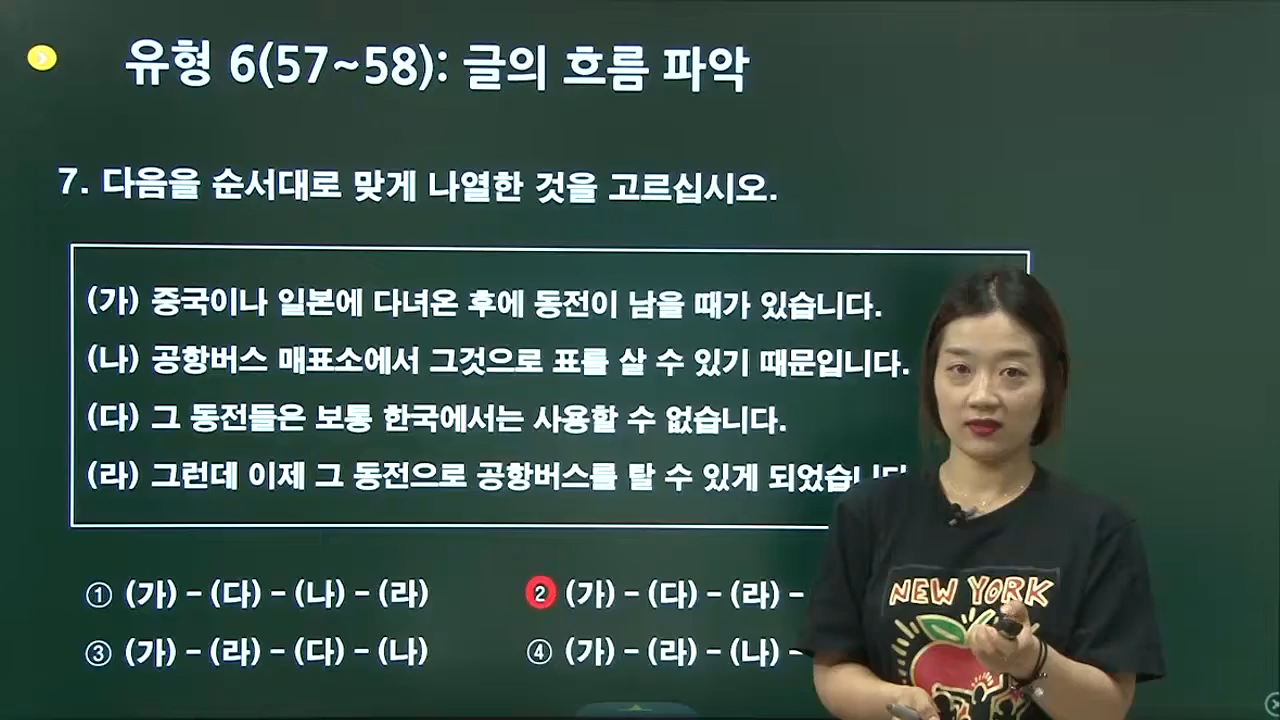 유형 6(57~58): 글의 흐름 파악
7. 다음을 순서대로 맞게 나열한 것을 고르십시오.
(가) 중국이나 일본에 다녀온 후에 동전이 남을 때가 있습니다.
(나) 공항버스 매표소에서 그것으로 표를 살 수 있기 때문입니다.
(다) 그 동전들은 보통 한국에서는 사용할 수 없습니다.
(라) 그런데 이제 그 동전으로 공항버스를 탈 수 있게
① (가) - (다) - (나) - (라)
② (가) - (다) - (라) -
③ (가) - (라) - (다) - (나)
④ (가) - (라) - (나) -
NEW YORK